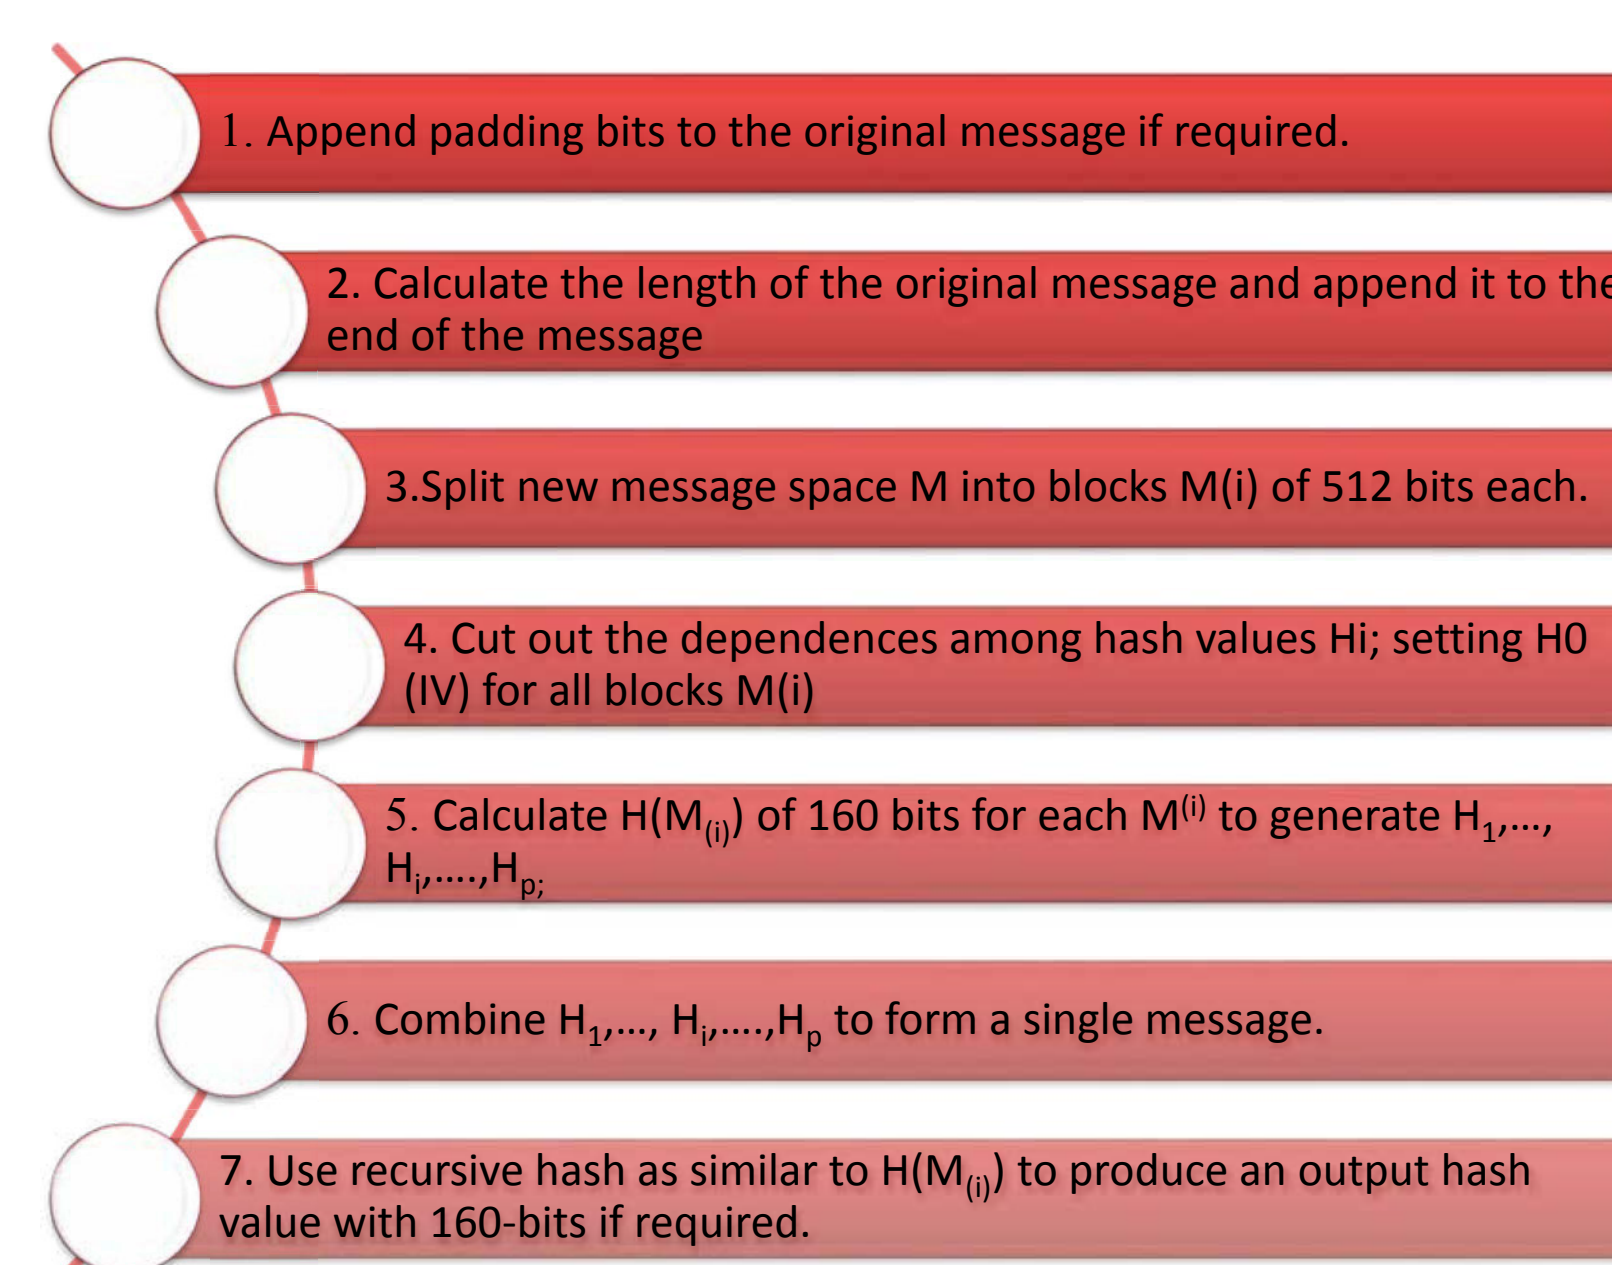 1. Append padding bits to the original message if required.
2. Calculate the length of the original message and append it to the
end of the message
3.Split new message space M into blocks M(i) of 512 bits each.
4. Cut out the dependences among hash values Hi; setting H0
(IV) for all blocks M(i)
5. Calculate H(M₍ᵢ₎) of 160 bits for each M⁽ⁱ⁾ to generate H₁,...,
Hᵢ,....,Hₚ;
6. Combine H₁,..., Hᵢ,....,Hₚ to form a single message.
7. Use recursive hash as similar to H(M₍ᵢ₎) to produce an output hash
value with 160-bits if required.